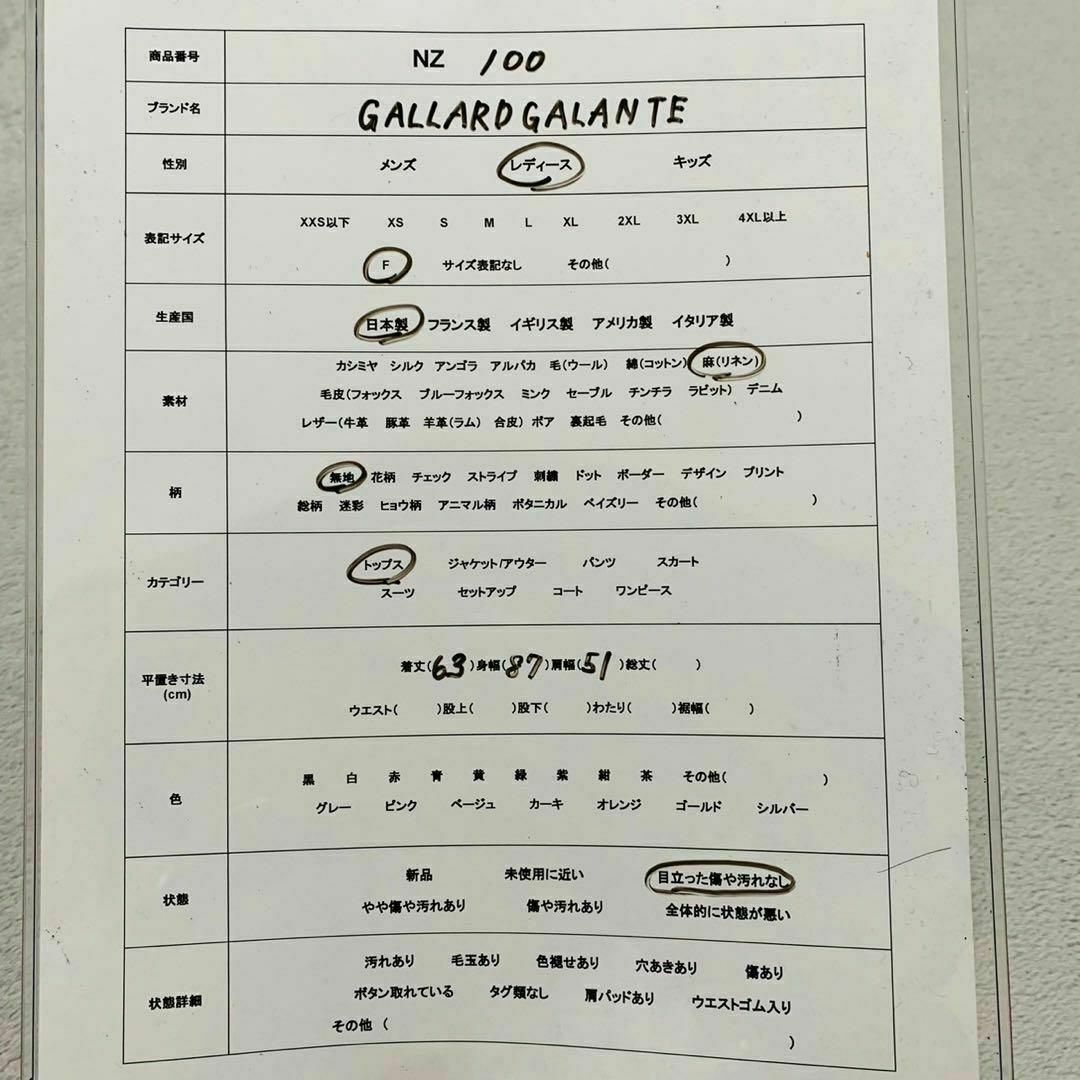 商品番号 NZ 100
ブランド名 GALLARDGALANTE
性別 メンズ レディース キッズ
XXS以下 XS S M L XL 2XL 3XL 4XL以上
表記サイズ
F サイズ表記なし その他( )
生産国 日本製 フランス製 イギリス製 アメリカ製 イタリア製
カシミヤ シルク アンゴラ アルパカ 毛(ウール) 綿(コットン) 麻(リネン)
素材 毛皮(フォックス ブルーフォックス ミンク セーブル チンチラ ラビット) デニム
レザー(牛革 豚革 羊革(ラム) 合皮) ボア 裏起毛 その他( )
無地 花柄 チェック ストライプ 刺繍 ドット ボーダー デザイン プリント
柄
総柄 迷彩 ヒョウ柄 アニマル柄 ボタニカル ペイズリー その他( )
トップス ジャケット/アウター パンツ スカート
カテゴリー
スーツ セットアップ コート ワンピース
着丈(63)身幅(87)肩幅(51)総丈( )
平置き寸法
(cm)
ウエスト( )股上( )股下( )わたり( )裾幅( )
黒 白 赤 青 黄 緑 紫 紺 茶 その他( )
色
グレー ピンク ベージュ カーキ オレンジ ゴールド シルバー
新品 未使用に近い 目立った傷や汚れなし
状態
やや傷や汚れあり 傷や汚れあり 全体的に状態が悪い
汚れあり 毛玉あり 色褪せあり 穴あきあり 傷あり
状態詳細 ボタン取れている タグ類なし 肩パッドあり ウエストゴム入り
その他 ( )